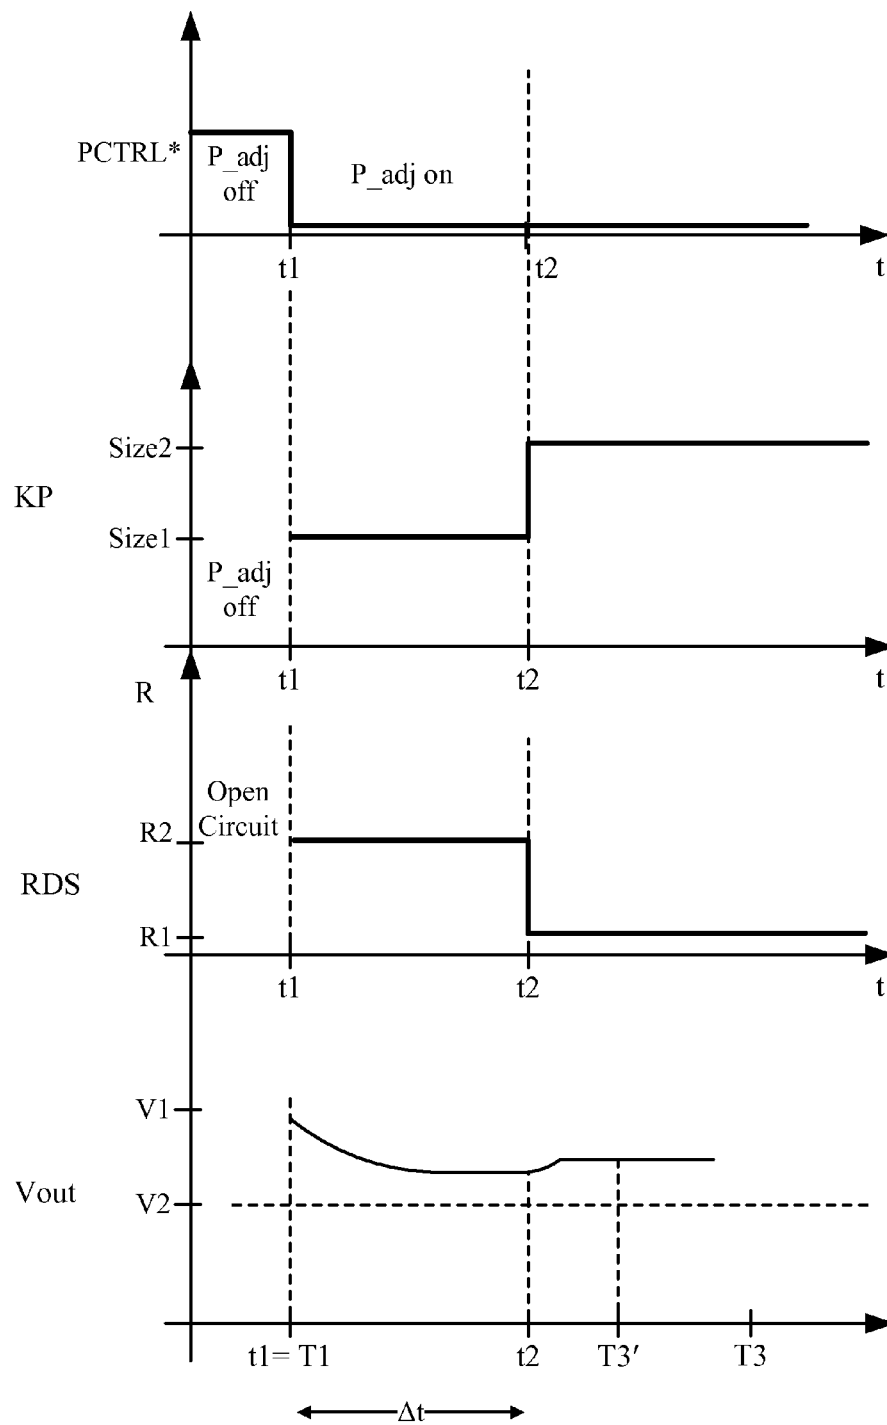 PCTRL*
P_adj
off
P_adj on
t1
t2
t
Size2
KP
Size1
P_adj
off
t1
t2
t
R
Open
Circuit
R2
RDS
R1
t1
t2
t
V1
Vout
V2
t1= T1
t2
T3′
T3
Δt